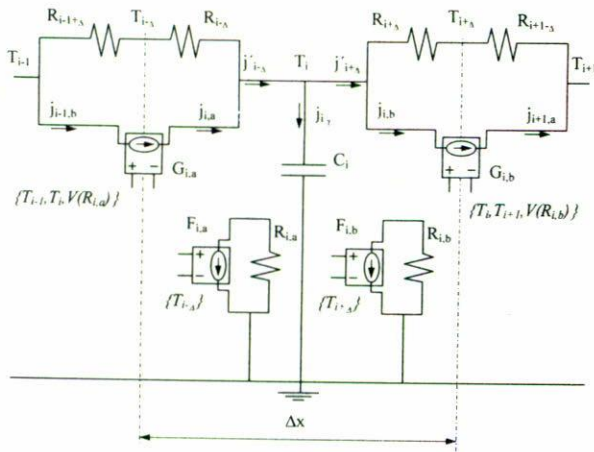 R_{i-1+Δ} T_{i-Δ} R_{i-Δ} R_{i+Δ} T_{i+Δ} R_{i+1-Δ}
T_{i-1} j'_{i-Δ} T_i j'_{i+Δ} T_{i+1}
j_{i-1,b} j_{i,a} j_{i,γ} j_{i,b} j_{i+1,a}
+ - G_{i,a} C_i + - G_{i,b}
{T_{i-1}, T_i, V(R_{i,a})} {T_i, T_{i+1}, V(R_{i,b})}
F_{i,a} R_{i,a} F_{i,b} R_{i,b}
+ - + -
{T_{i-Δ}} {T_{i+Δ}}
Δx